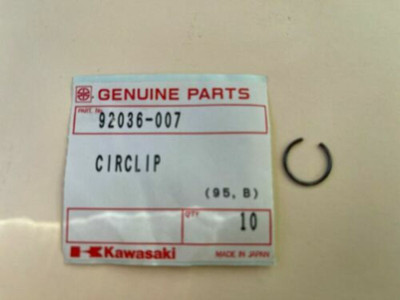 GENUINE PARTS
PART No.
92036-007
CIRCLIP
(95, B)
QTY
10
Kawasaki
MADE IN JAPAN